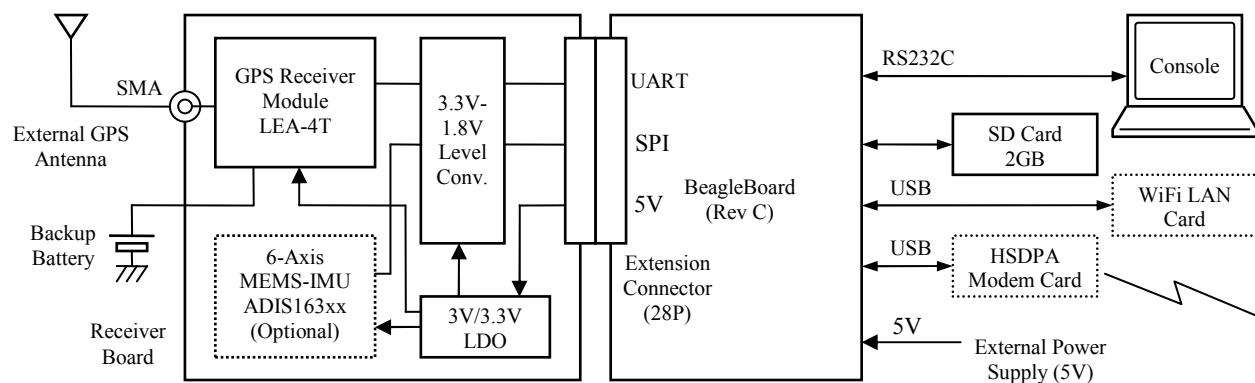 SMA
External GPS
Antenna
Backup
Battery
Receiver
Board
GPS Receiver
Module
LEA-4T
3.3V-
1.8V
Level
Conv.
6-Axis
MEMS-IMU
ADIS163xx
(Optional)
3V/3.3V
LDO
UART
SPI
5V
Extension
Connector
(28P)
BeagleBoard
(Rev C)
RS232C
Console
SD Card
2GB
USB
WiFi LAN
Card
USB
HSDPA
Modem Card
5V
External Power
Supply (5V)